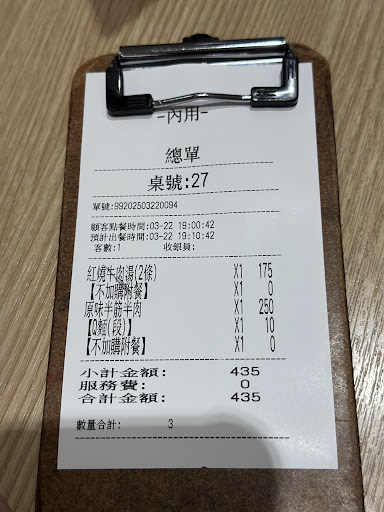 -內用-
總單
桌號:27
單號:99202503220094
顧客點餐時間:03-22 19:00:42
預計出餐時間:03-22 19:10:42
客數:1 收銀員:
紅燒牛肉湯(2條) X1 175
【不加購附餐】 X1 0
原味半筋半肉 X1 250
【Q麵(段)】 X1 10
【不加購附餐】 X1 0
小計金額: 435
服務費: 0
合計金額: 435
數量合計: 3